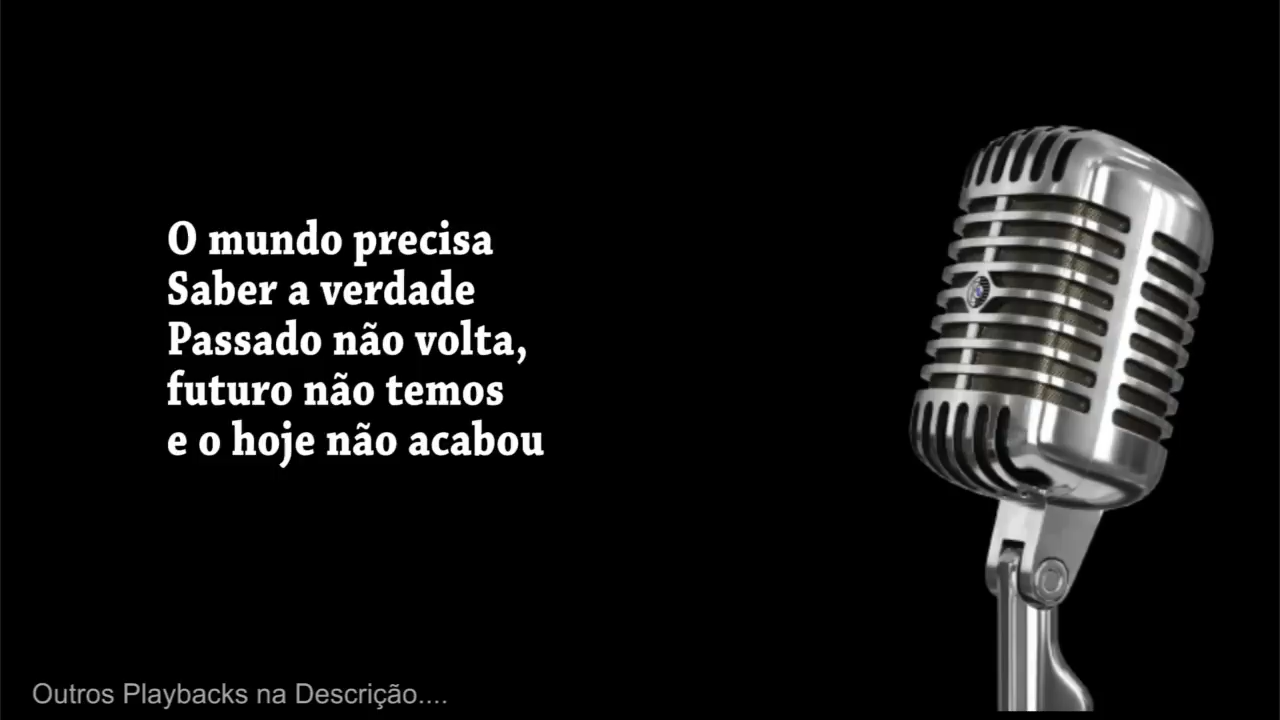 O mundo precisa
Saber a verdade
Passado não volta,
futuro não temos
e o hoje não acabou
Outros Playbacks na Descrição....